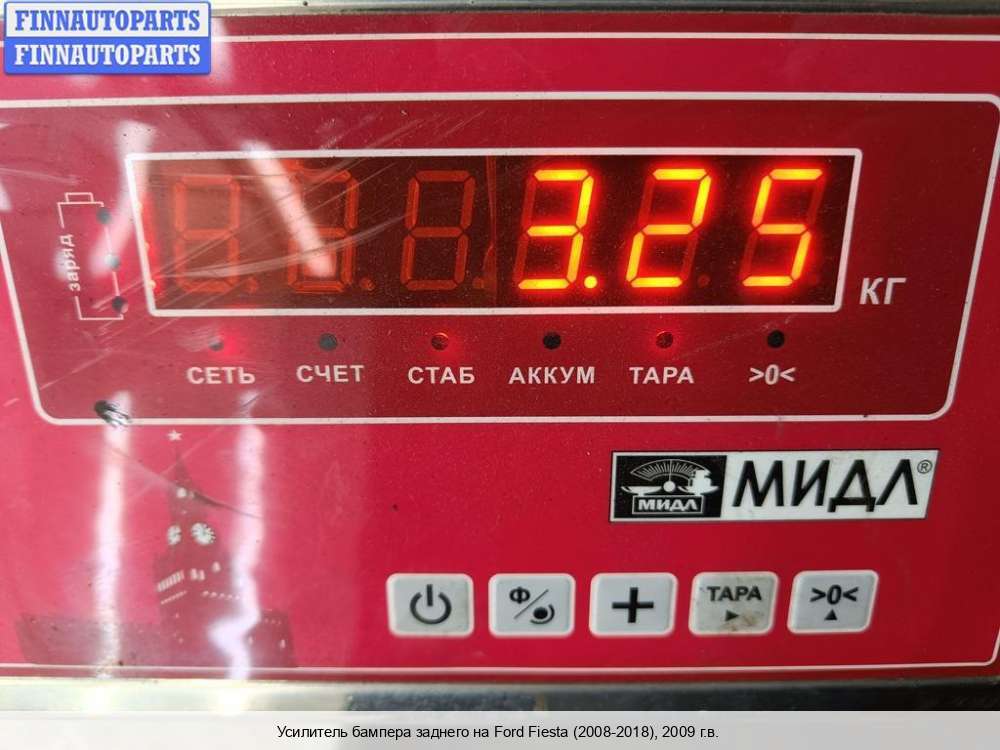 FINNAUTOPARTS
FINNAUTOPARTS
заряд
3.25
КГ
СЕТЬ СЧЕТ СТАБ АККУМ ТАРА >0<
МИДЛ МИДЛ®
Ф ТАРА >0<
Усилитель бампера заднего на Ford Fiesta (2008-2018), 2009 г.в.